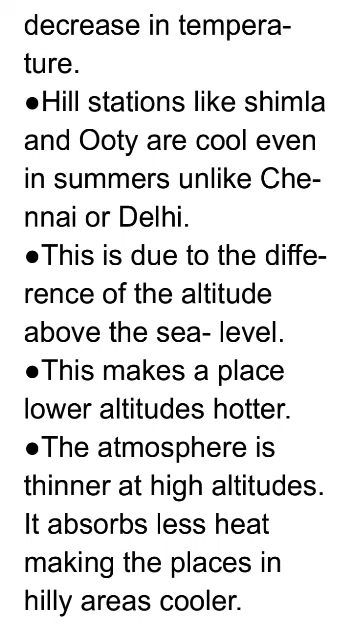 decrease in tempera-
ture.
●Hill stations like shimla
and Ooty are cool even
in summers unlike Che-
nnai or Delhi.
●This is due to the diffe-
rence of the altitude
above the sea- level.
●This makes a place
lower altitudes hotter.
●The atmosphere is
thinner at high altitudes.
It absorbs less heat
making the places in
hilly areas cooler.